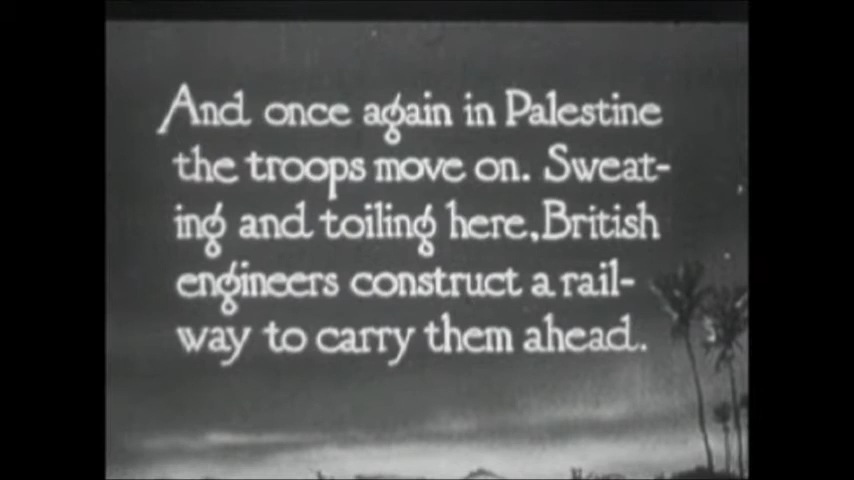 And once again in Palestine
the troops move on. Sweat-
ing and toiling here, British
engineers construct a rail-
way to carry them ahead.